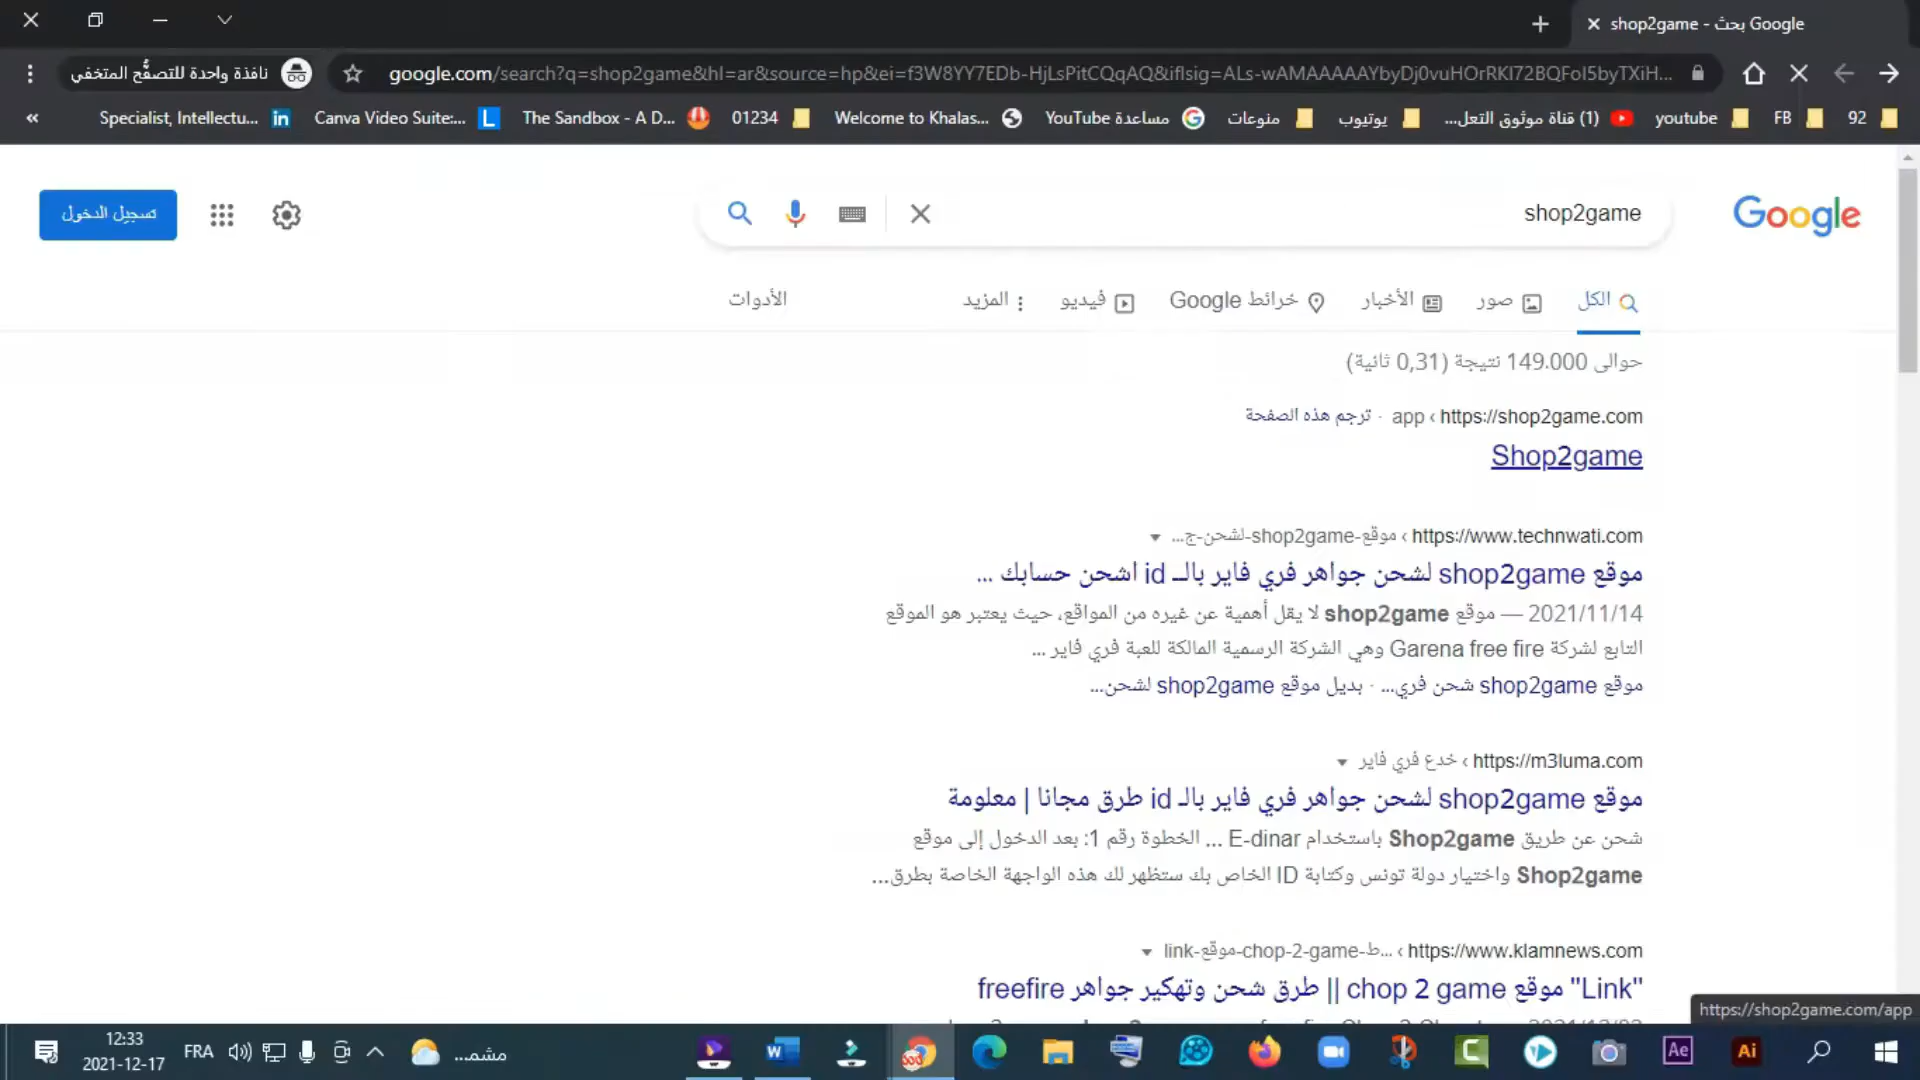 shop2game - بحث Google
نافذة واحدة للتصفُّح المتخفي
google.com/search?q=shop2game&hl=ar&source=hp&ei=f3W8YY7EDb-HjLsPitCQqAQ&iflsig=ALs-wAMAAAAAYbyDj0vuHOrRKI72BQFoI5byTXiH...
92
FB
youtube
(1) قناة موثوق التعل...
يوتيوب
منوعات
مساعدة YouTube
Welcome to Khalas...
01234
The Sandbox - A D...
Canva Video Suite:...
Specialist, Intellectu...
Google
shop2game
تسجيل الدخول
الكل
صور
الأخبار
خرائط Google
فيديو
المزيد
الأدوات
حوالى 149.000 نتيجة (0,31 ثانية)
https://shop2game.com › app · ترجم هذه الصفحة
Shop2game
https://www.technwati.com › موقع-shop2game-لشحن-ج...
موقع shop2game لشحن جواهر فري فاير بالـ id اشحن حسابك ...
2021/11/14 — موقع shop2game لا يقل أهمية عن غيره من المواقع، حيث يعتبر هو الموقع
التابع لشركة Garena free fire وهي الشركة الرسمية المالكة للعبة فري فاير ...
موقع shop2game شحن فري... · بديل موقع shop2game لشحن...
https://m3luma.com › خدع فري فاير
موقع shop2game لشحن جواهر فري فاير بالـ id طرق مجانا | معلومة
شحن عن طريق Shop2game باستخدام E-dinar ... الخطوة رقم 1: بعد الدخول إلى موقع
Shop2game واختيار دولة تونس وكتابة ID الخاص بك ستظهر لك هذه الواجهة الخاصة بطرق...
https://www.klamnews.com › ...ط-chop-2-game-موقع-link
"Link" موقع chop 2 game || طرق شحن وتهكير جواهر freefire
https://shop2game.com/app
12:33
2021-12-17
FRA
مشمـ...